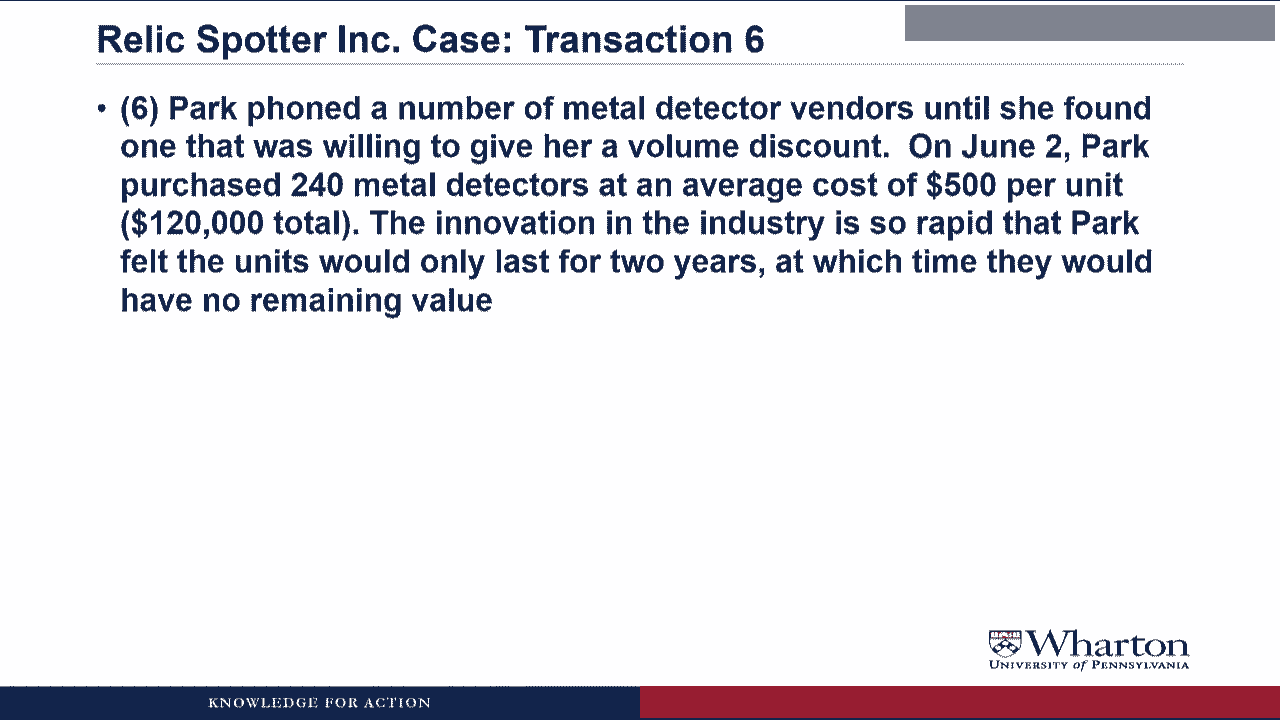 Relic Spotter Inc. Case: Transaction 6
• (6) Park phoned a number of metal detector vendors until she found
one that was willing to give her a volume discount.  On June 2, Park
purchased 240 metal detectors at an average cost of $500 per unit
($120,000 total). The innovation in the industry is so rapid that Park
felt the units would only last for two years, at which time they would
have no remaining value
Wharton
UNIVERSITY of PENNSYLVANIA
KNOWLEDGE FOR ACTION